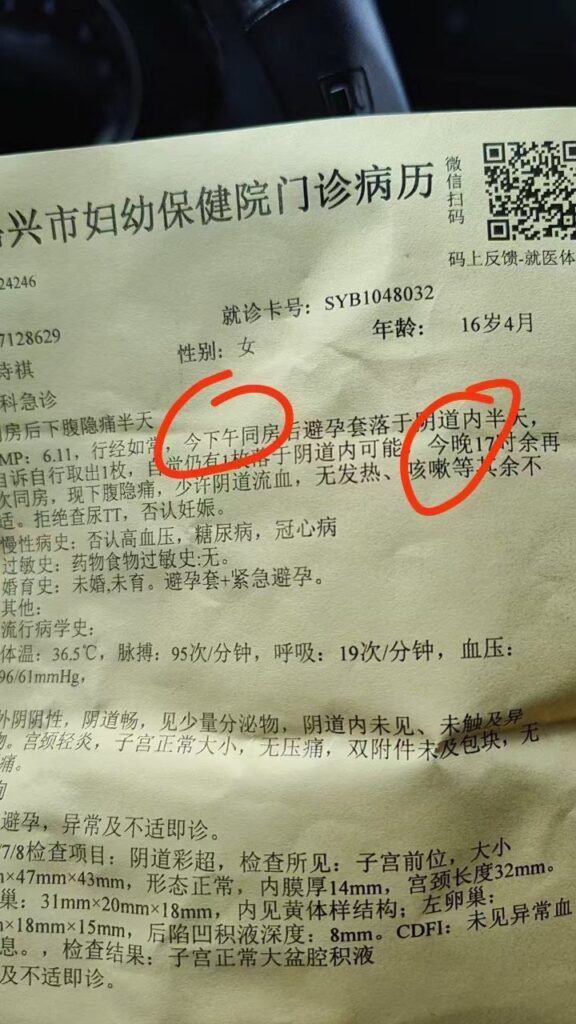 兴市妇幼保健院门诊病历
微信扫码
码上反馈-就医体
24246
就诊卡号: SYB1048032
7128629
性别: 女
年龄: 16岁4月
诗祺
科急诊
房后下腹隐痛半天
MP: 6.11, 行经如常, 今下午同房后避孕套落于阴道内半天,
自诉自行取出1枚, 自觉仍有1枚落于阴道内可能, 今晚17时余再
次同房, 现下腹隐痛, 少许阴道流血, 无发热、咳嗽等其余不
适。拒绝查尿TT, 否认妊娠。
慢性病史: 否认高血压, 糖尿病, 冠心病
过敏史: 药物食物过敏史:无。
婚育史: 未婚,未育。避孕套+紧急避孕。
其他:
流行病学史:
体温: 36.5℃, 脉搏: 95次/分钟, 呼吸: 19次/分钟, 血压:
96/61mmHg,
外阴阴性, 阴道畅, 见少量分泌物, 阴道内未见、未触及异
物。宫颈轻炎, 子宫正常大小, 无压痛, 双附件未及包块, 无
痛。
避孕, 异常及不适即诊。
/7/8检查项目: 阴道彩超, 检查所见: 子宫前位, 大小
×47mm×43mm, 形态正常, 内膜厚14mm, 宫颈长度32mm。
巢: 31mm×20mm×18mm, 内见黄体样结构; 左卵巢:
×18mm×15mm, 后陷凹积液深度: 8mm。CDFI: 未见异常血
息。, 检查结果: 子宫正常大盆腔积液
及不适即诊。